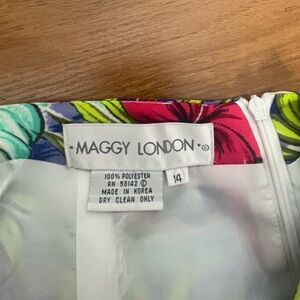 •MAGGY LONDON•®
100% POLYESTER
RN 58142 ©
MADE IN KOREA
DRY CLEAN ONLY
14